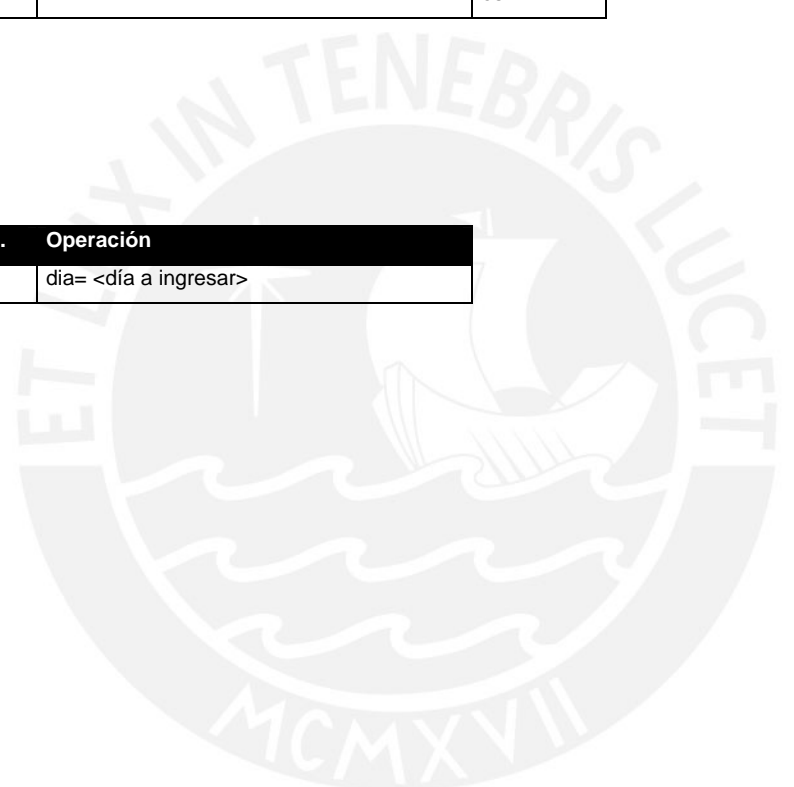 ET LUX IN TENEBRIS LUCET
. Operación
dia= <día a ingresar>
MCMXVII